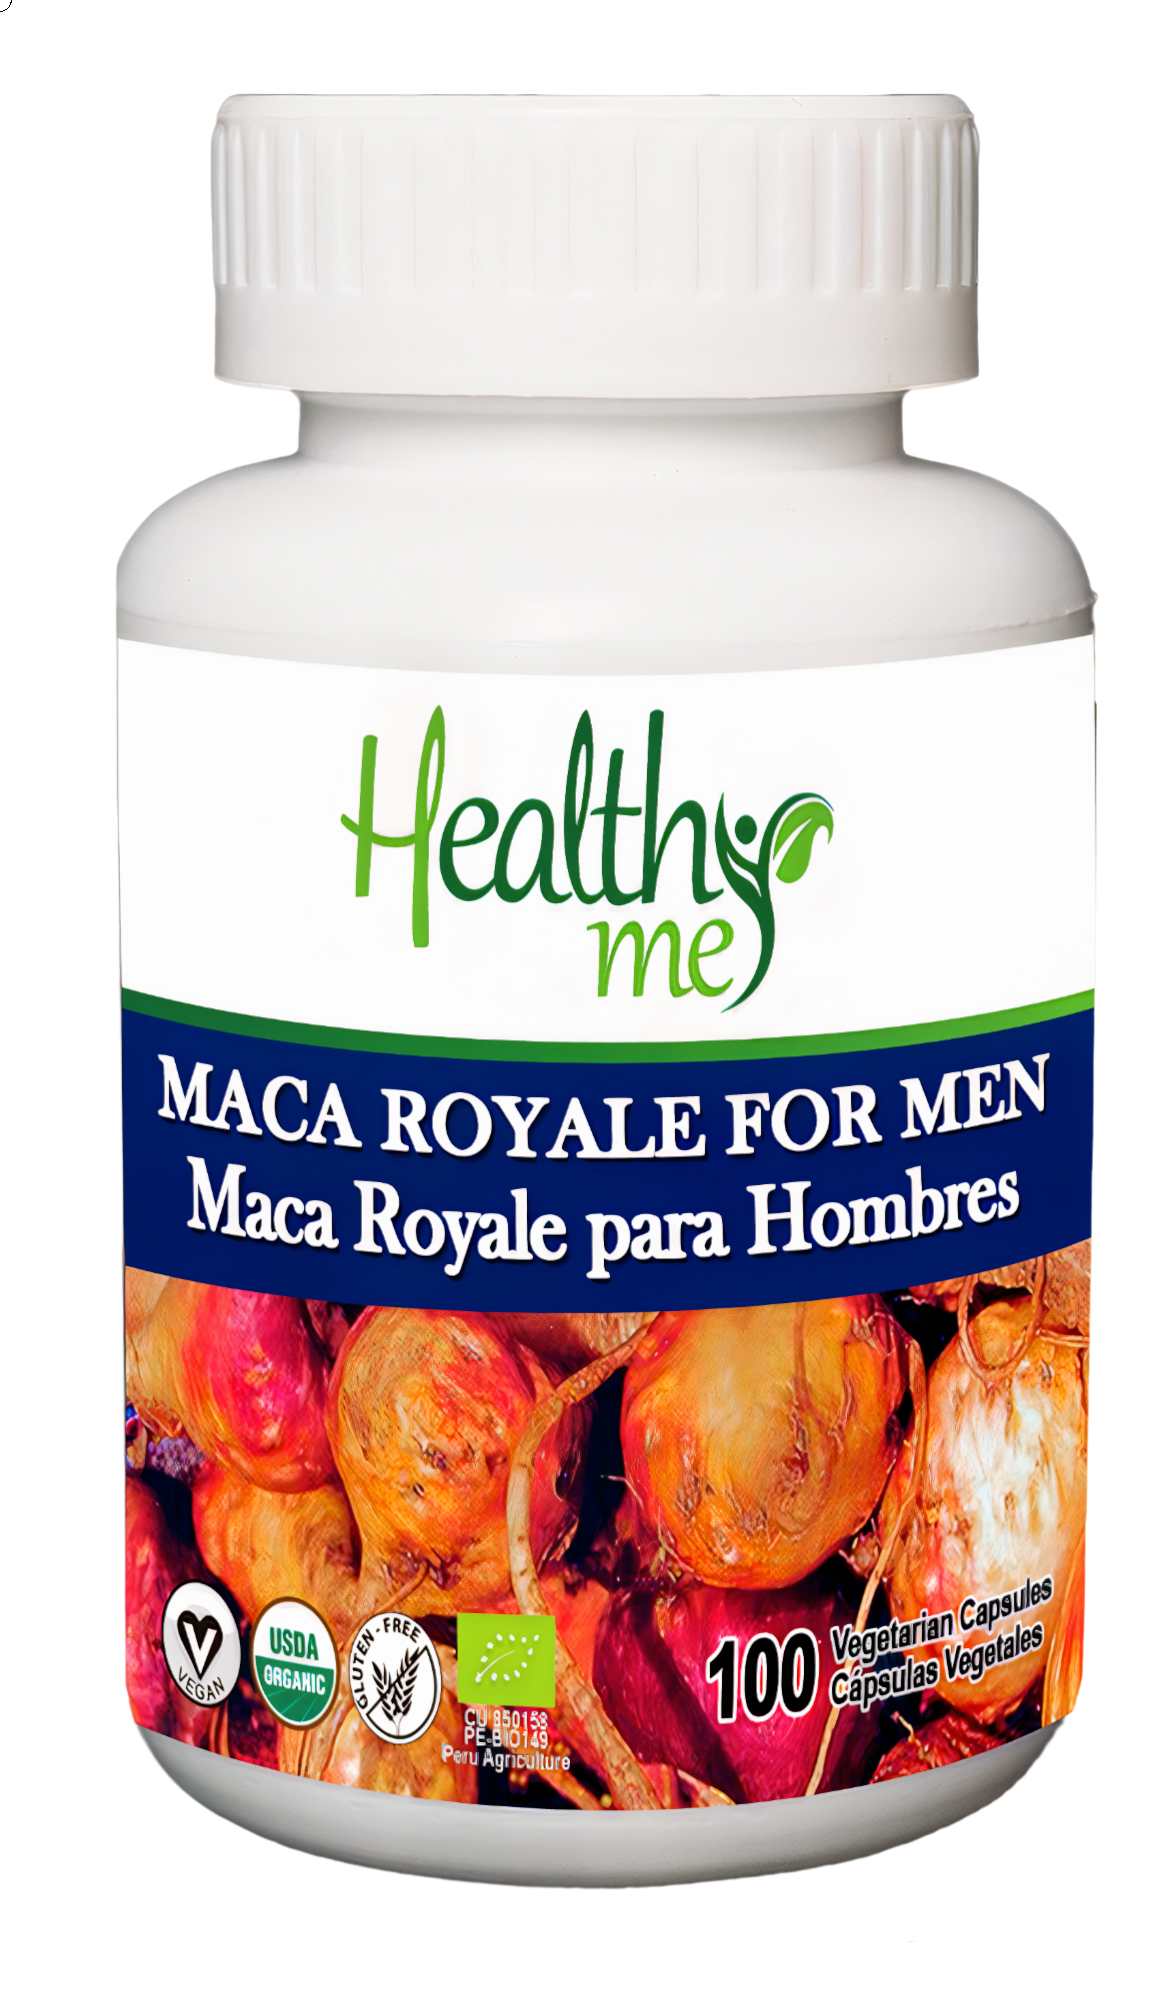 Healthy
me
MACA ROYALE FOR MEN
Maca Royale para Hombres
V
VEGAN
USDA
ORGANIC
GLUTEN-FREE
CU 850158
PE-BIO149
Peru Agriculture
100
Vegetarian Capsules
Cápsulas Vegetales